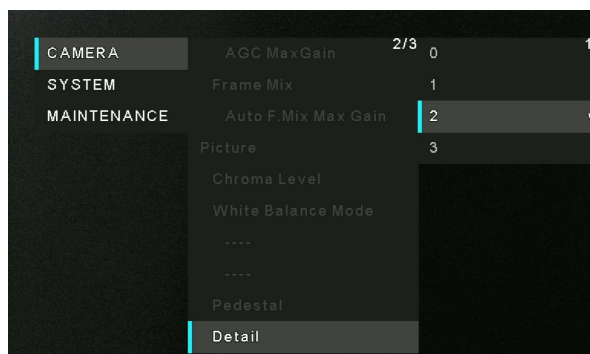 CAMERA
SYSTEM
MAINTENANCE
2/3
AGC MaxGain
Frame Mix
Auto F.Mix Max Gain
Picture
Chroma Level
White Balance Mode
----
----
Pedestal
Detail
0
1
2
3